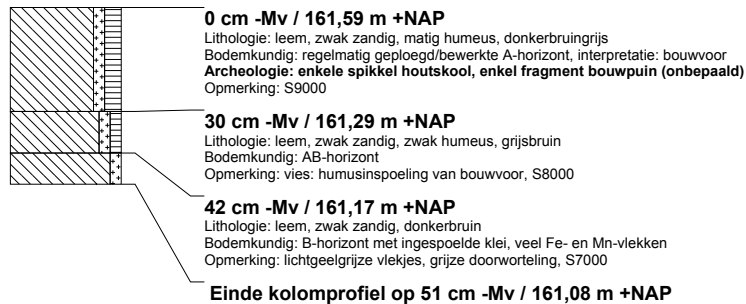 0 cm -Mv / 161,59 m +NAP
Lithologie: leem, zwak zandig, matig humeus, donkerbruingrijs
Bodemkundig: regelmatig geploegd/bewerkte A-horizont, interpretatie: bouwvoor
Archeologie: enkele spikkel houtskool, enkel fragment bouwpuin (onbepaald)
Opmerking: S9000
30 cm -Mv / 161,29 m +NAP
Lithologie: leem, zwak zandig, zwak humeus, grijsbruin
Bodemkundig: AB-horizont
Opmerking: vies: humusinspoeling van bouwvoor, S8000
42 cm -Mv / 161,17 m +NAP
Lithologie: leem, zwak zandig, donkerbruin
Bodemkundig: B-horizont met ingespoelde klei, veel Fe- en Mn-vlekken
Opmerking: lichtgeelgrijze vlekjes, grijze doorworteling, S7000
Einde kolomprofiel op 51 cm -Mv / 161,08 m +NAP